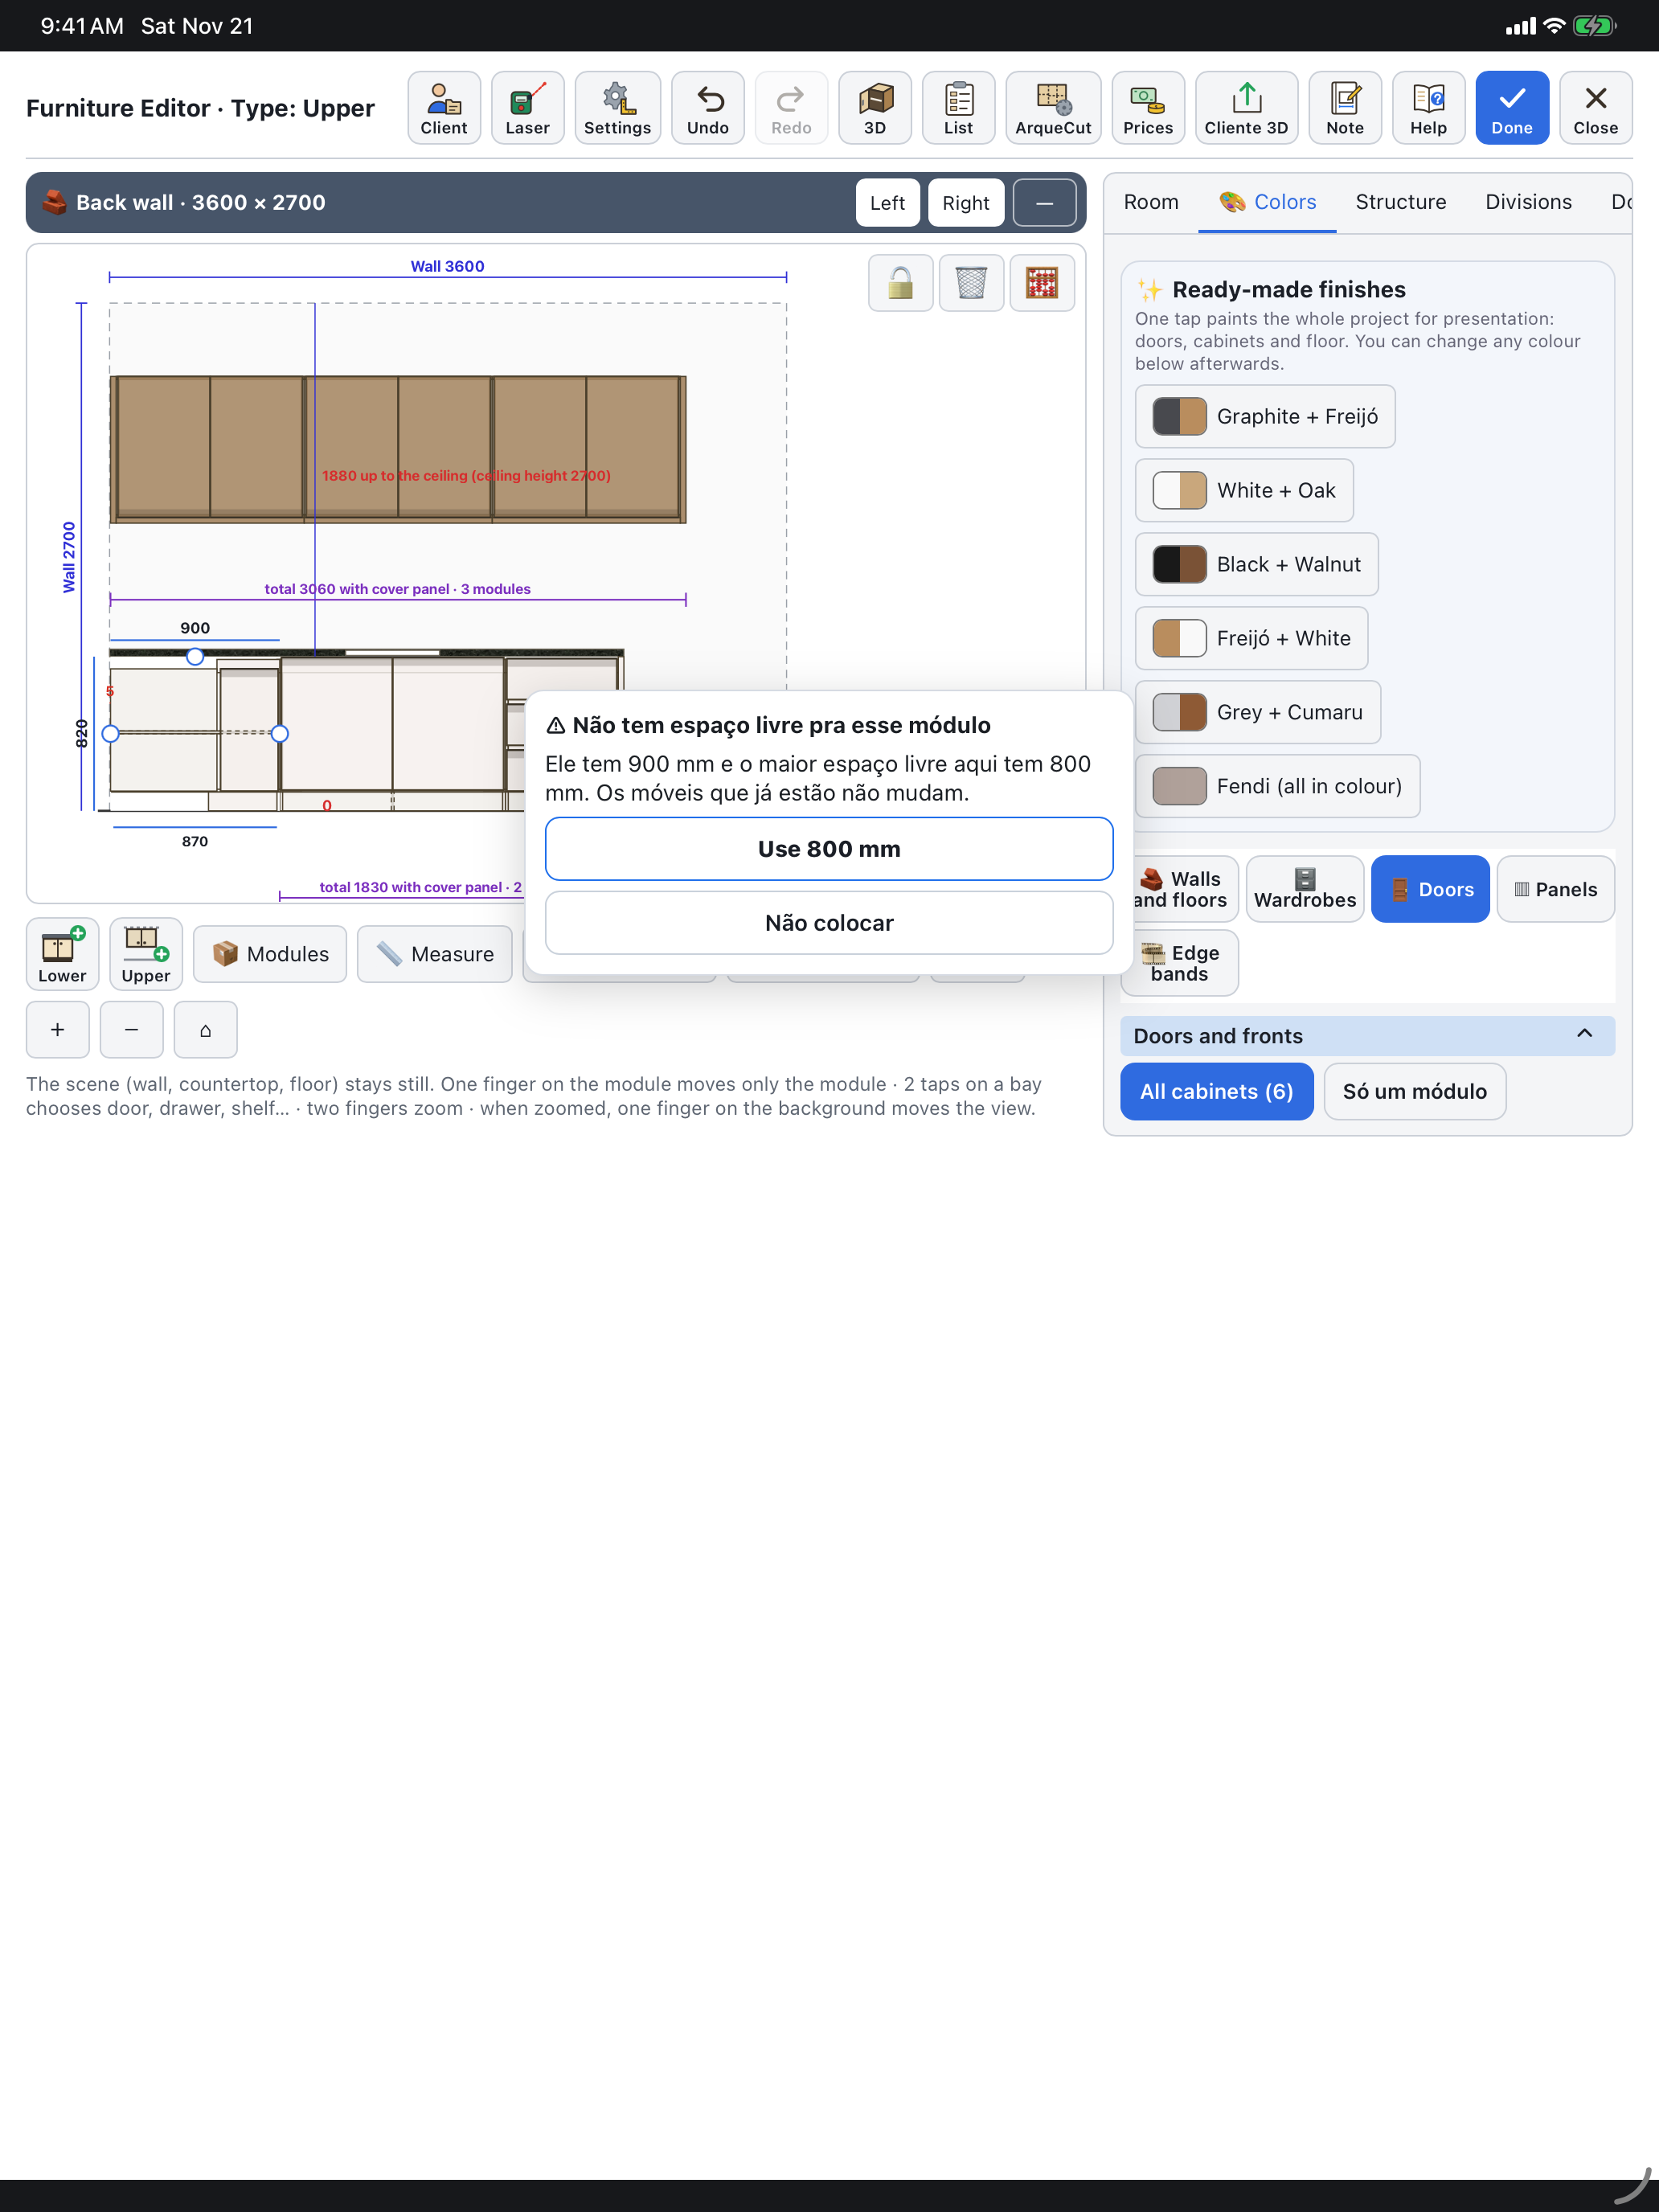 9:41 AM Sat Nov 21
Furniture Editor · Type: Upper
Client
Laser
Settings
Undo
Redo
3D
List
ArqueCut
Prices
Cliente 3D
Note
Help
Done
Close
Back wall · 3600 × 2700
Left
Right
—
Room
Colors
Structure
Divisions
Wall 3600
Wall 2700
1880 up to the ceiling (ceiling height 2700)
total 3060 with cover panel · 3 modules
900
5
820
0
870
total 1830 with cover panel · 2
Ready-made finishes
One tap paints the whole project for presentation:
doors, cabinets and floor. You can change any colour
below afterwards.
Graphite + Freijó
White + Oak
Black + Walnut
Freijó + White
Grey + Cumaru
Fendi (all in colour)
⚠ Não tem espaço livre pra esse módulo
Ele tem 900 mm e o maior espaço livre aqui tem 800
mm. Os móveis que já estão não mudam.
Use 800 mm
Não colocar
Walls
and floors
Wardrobes
Doors
Panels
Edge
bands
Doors and fronts
All cabinets (6)
Só um módulo
Lower
Upper
Modules
Measure
+
−
⌂
The scene (wall, countertop, floor) stays still. One finger on the module moves only the module · 2 taps on a bay
chooses door, drawer, shelf... · two fingers zoom · when zoomed, one finger on the background moves the view.